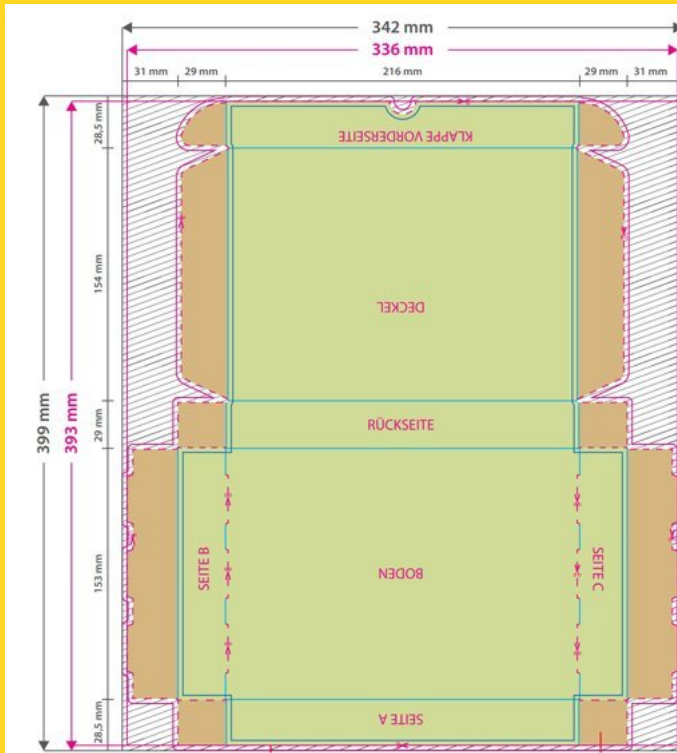 342 mm
336 mm
31 mm
29 mm
216 mm
29 mm
31 mm
28,5 mm
KLAPPE VORDERSEITE
154 mm
DECKEL
399 mm
393 mm
29 mm
RÜCKSEITE
153 mm
SEITE B
BODEN
SEITE C
28,5 mm
SEITE A